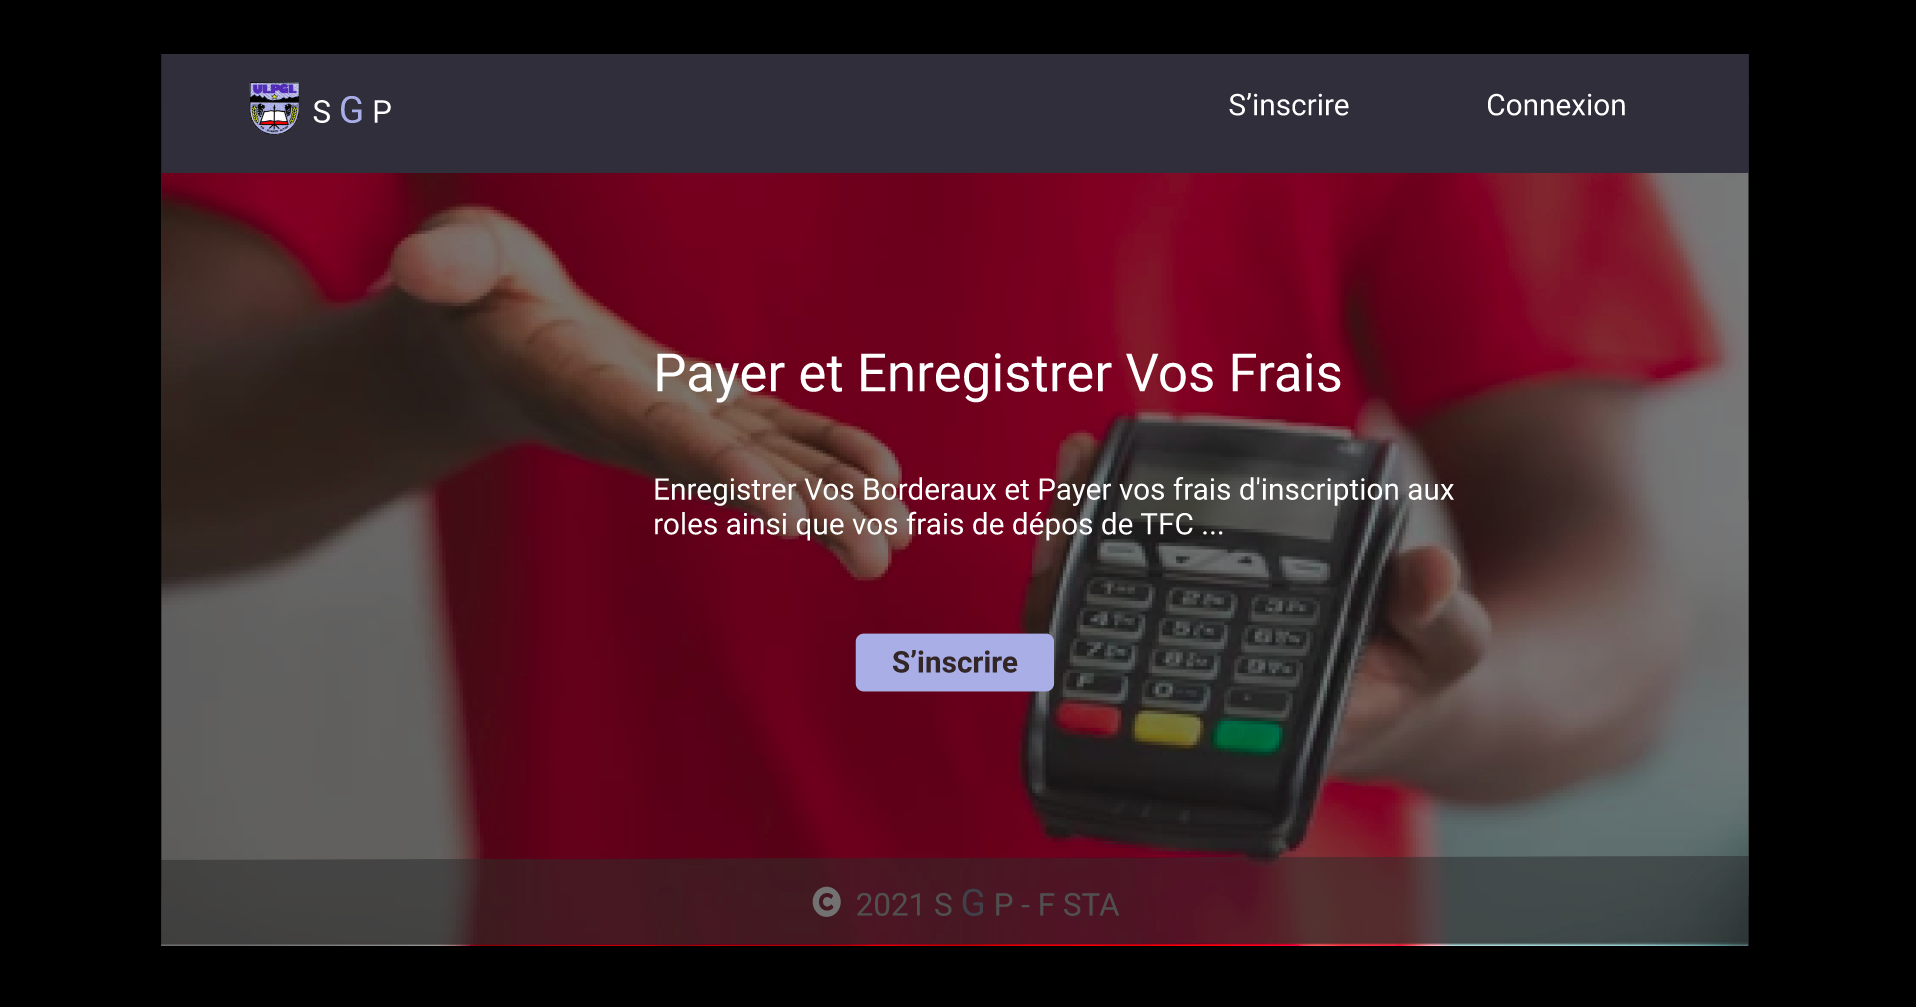 ULPGL
S G P
S’inscrire
Connexion
Payer et Enregistrer Vos Frais
Enregistrer Vos Borderaux et Payer vos frais d'inscription aux
roles ainsi que vos frais de dépos de TFC ...
S’inscrire
© 2021 S G P - F STA